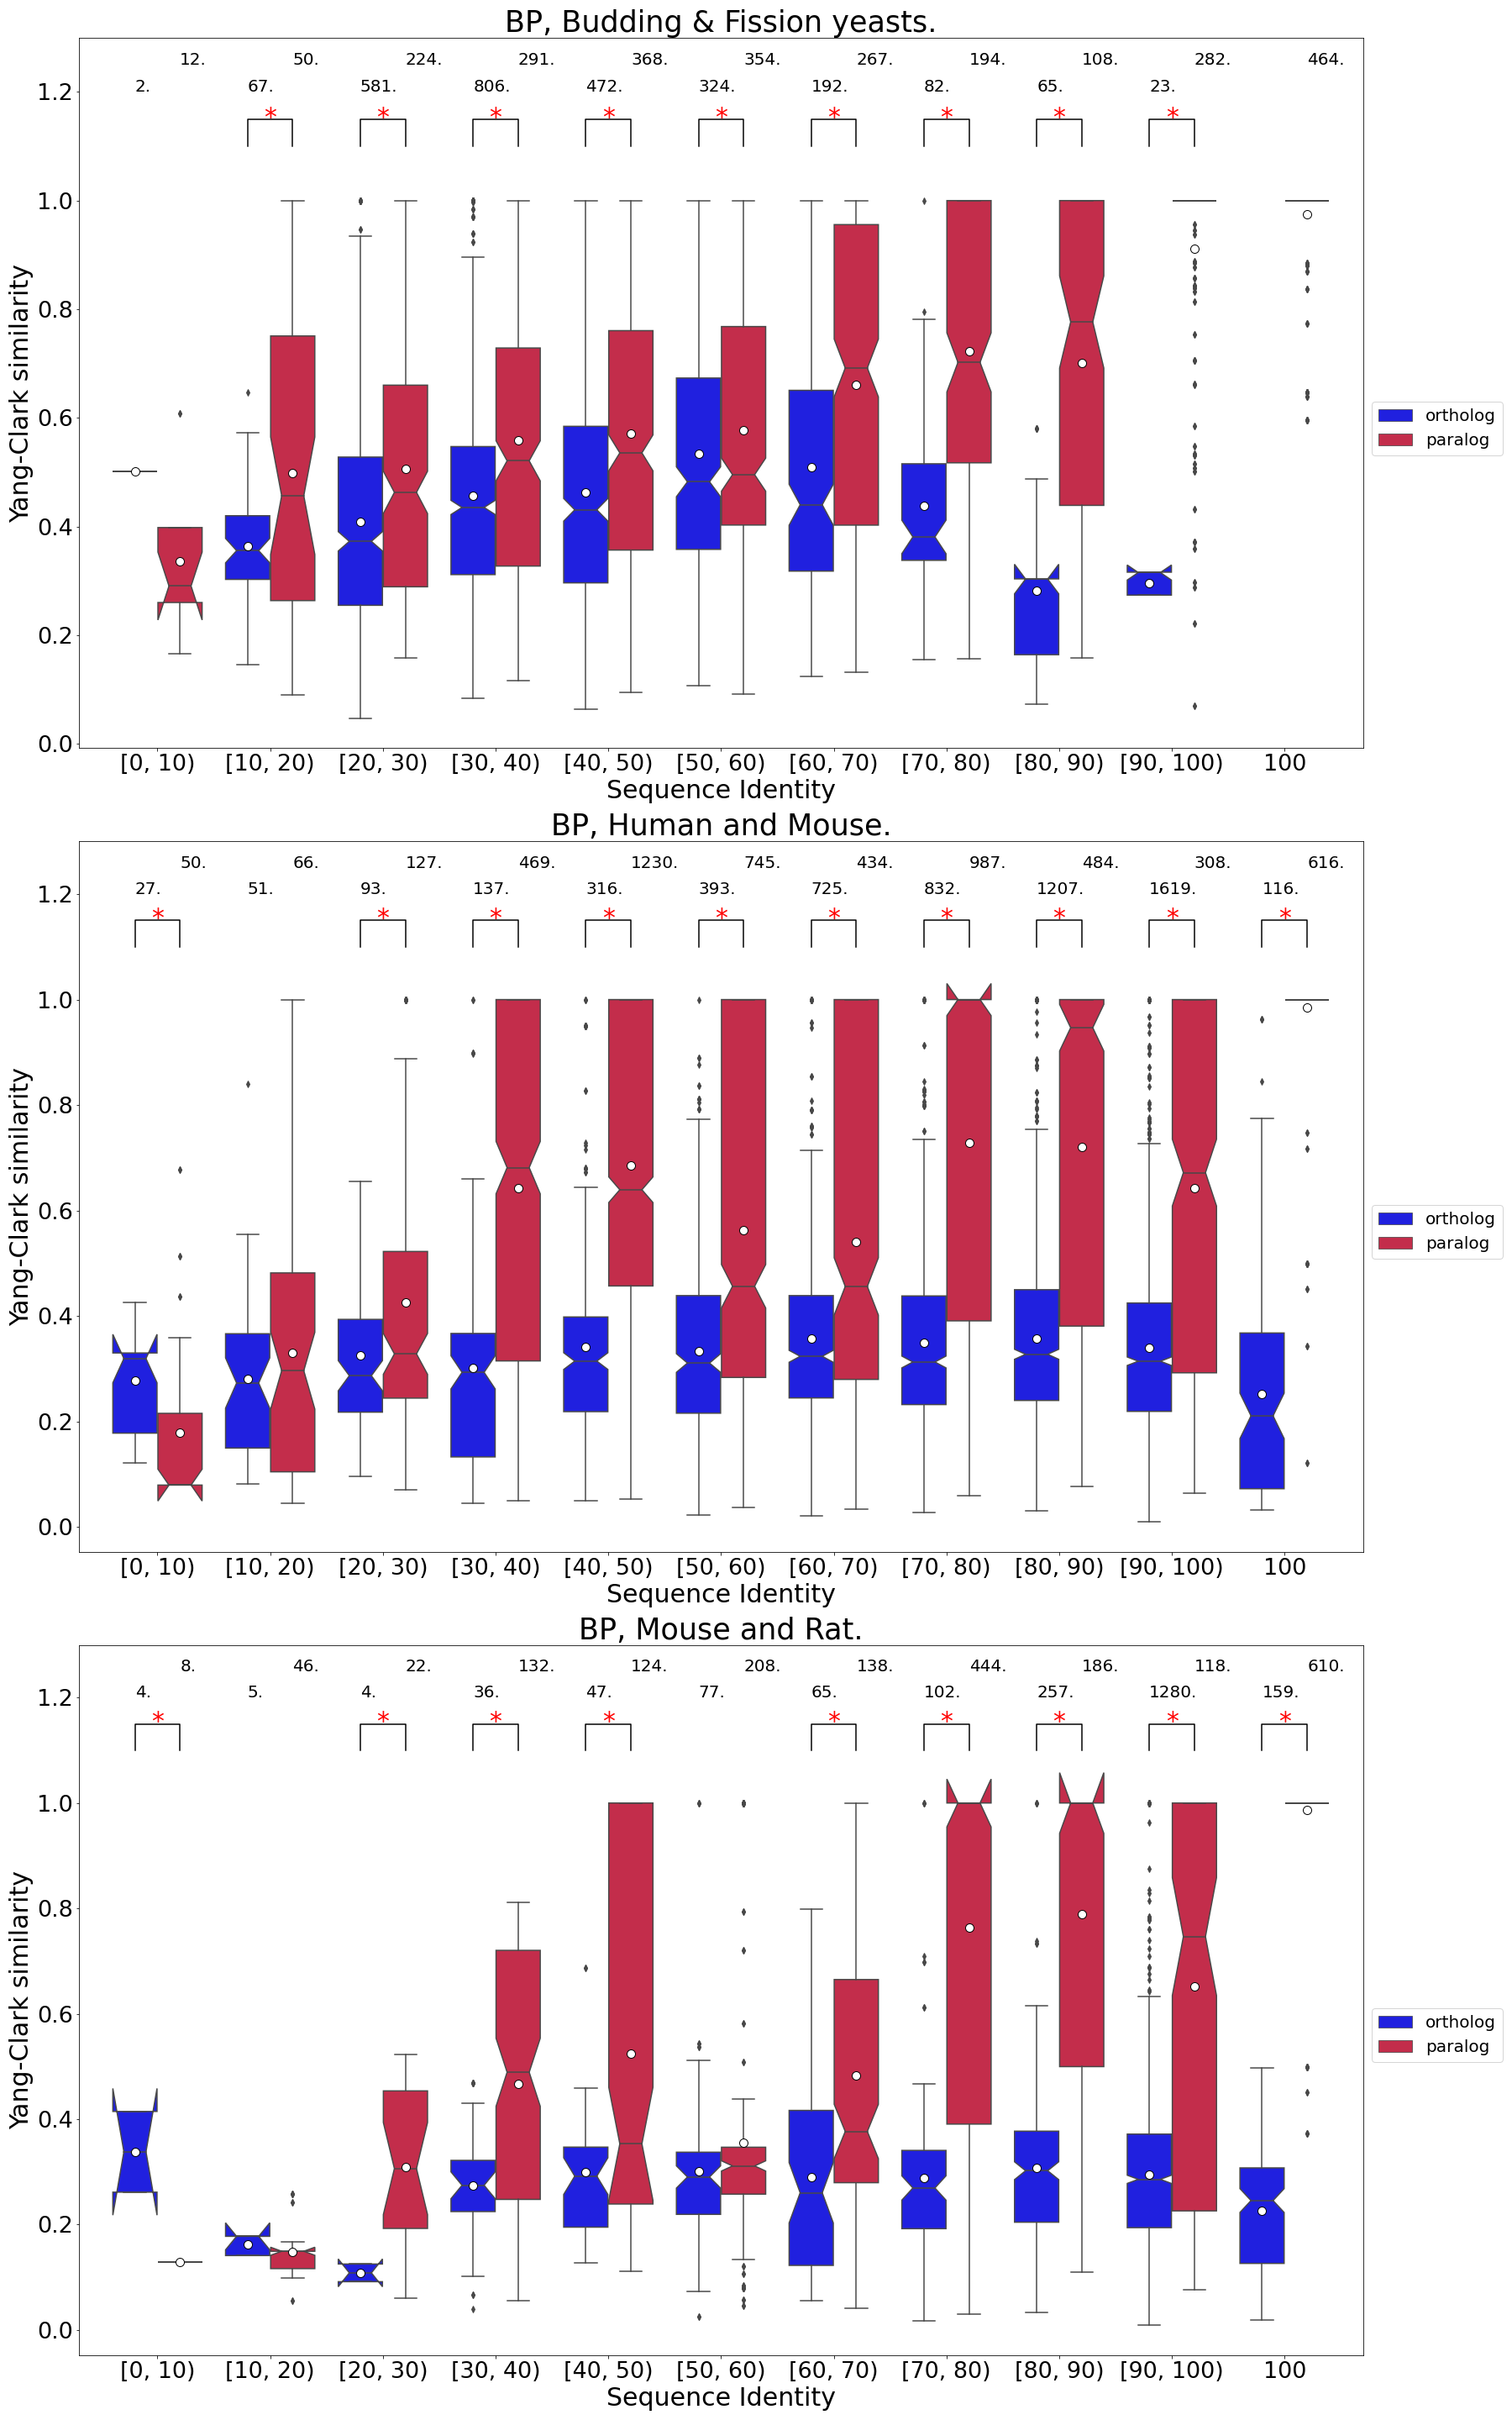 BP, Budding & Fission yeasts.
12. 50. 224. 291. 368. 354. 267. 194. 108. 282. 464.
2. 67. 581. 806. 472. 324. 192. 82. 65. 23.
* * * * * * * * *
1.2
1.0
0.8
0.6
0.4
0.2
0.0
Yang-Clark similarity
ortholog
paralog
[0, 10) [10, 20) [20, 30) [30, 40) [40, 50) [50, 60) [60, 70) [70, 80) [80, 90) [90, 100) 100
Sequence Identity
BP, Human and Mouse.
50. 66. 127. 469. 1230. 745. 434. 987. 484. 308. 616.
27. 51. 93. 137. 316. 393. 725. 832. 1207. 1619. 116.
* * * * * * * * * *
1.2
1.0
0.8
0.6
0.4
0.2
0.0
Yang-Clark similarity
ortholog
paralog
[0, 10) [10, 20) [20, 30) [30, 40) [40, 50) [50, 60) [60, 70) [70, 80) [80, 90) [90, 100) 100
Sequence Identity
BP, Mouse and Rat.
8. 46. 22. 132. 124. 208. 138. 444. 186. 118. 610.
4. 5. 4. 36. 47. 77. 65. 102. 257. 1280. 159.
* * * * * * * * *
1.2
1.0
0.8
0.6
0.4
0.2
0.0
Yang-Clark similarity
ortholog
paralog
[0, 10) [10, 20) [20, 30) [30, 40) [40, 50) [50, 60) [60, 70) [70, 80) [80, 90) [90, 100) 100
Sequence Identity